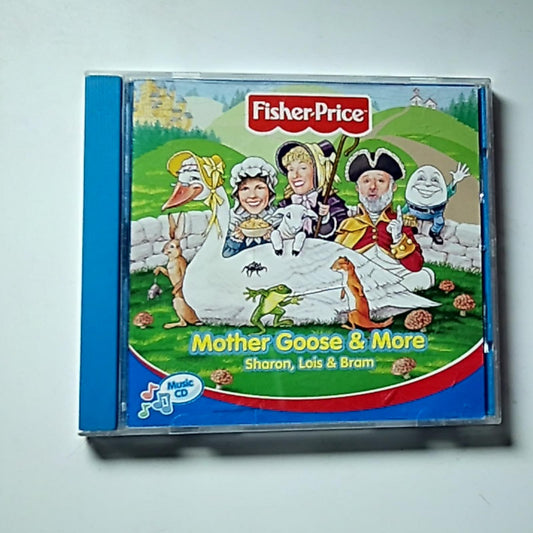 Fisher-Price
Mother Goose & More
Sharon, Lois & Bram
Music
CD